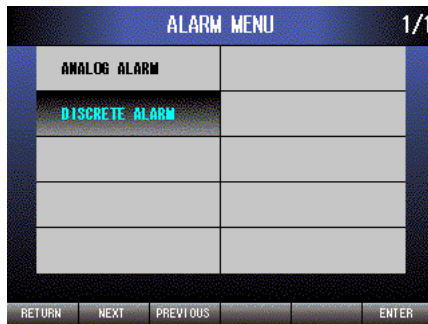 ALARM MENU 1/1
ANALOG ALARM
DISCRETE ALARM
RETURN NEXT PREVIOUS ENTER